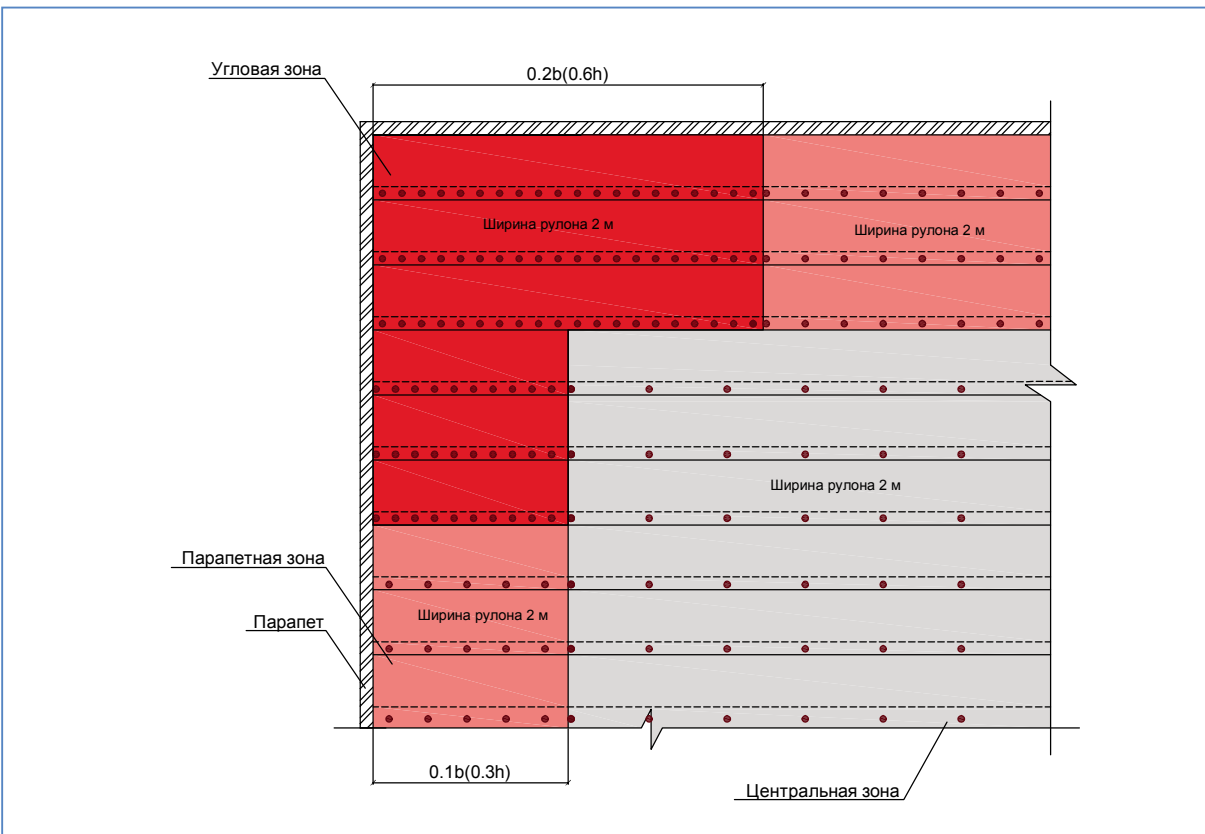 Угловая зона
0.2b(0.6h)
Ширина рулона 2 м
Ширина рулона 2 м
Ширина рулона 2 м
Парапетная зона
Ширина рулона 2 м
Парапет
0.1b(0.3h)
Центральная зона